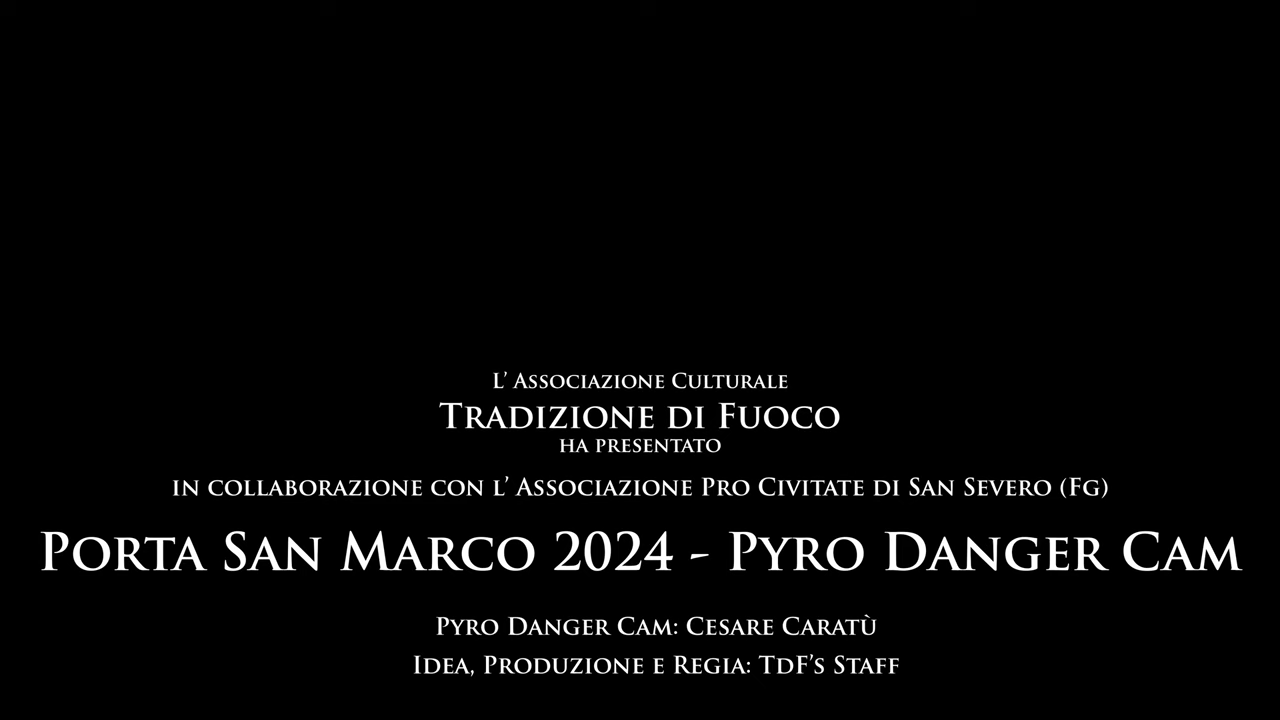 L' Associazione Culturale
Tradizione di Fuoco
ha presentato
in collaborazione con l' Associazione Pro Civitate di San Severo (Fg)
Porta San Marco 2024 - Pyro Danger Cam
Pyro Danger Cam: Cesare Caratù
Idea, Produzione e Regia: TdF's Staff